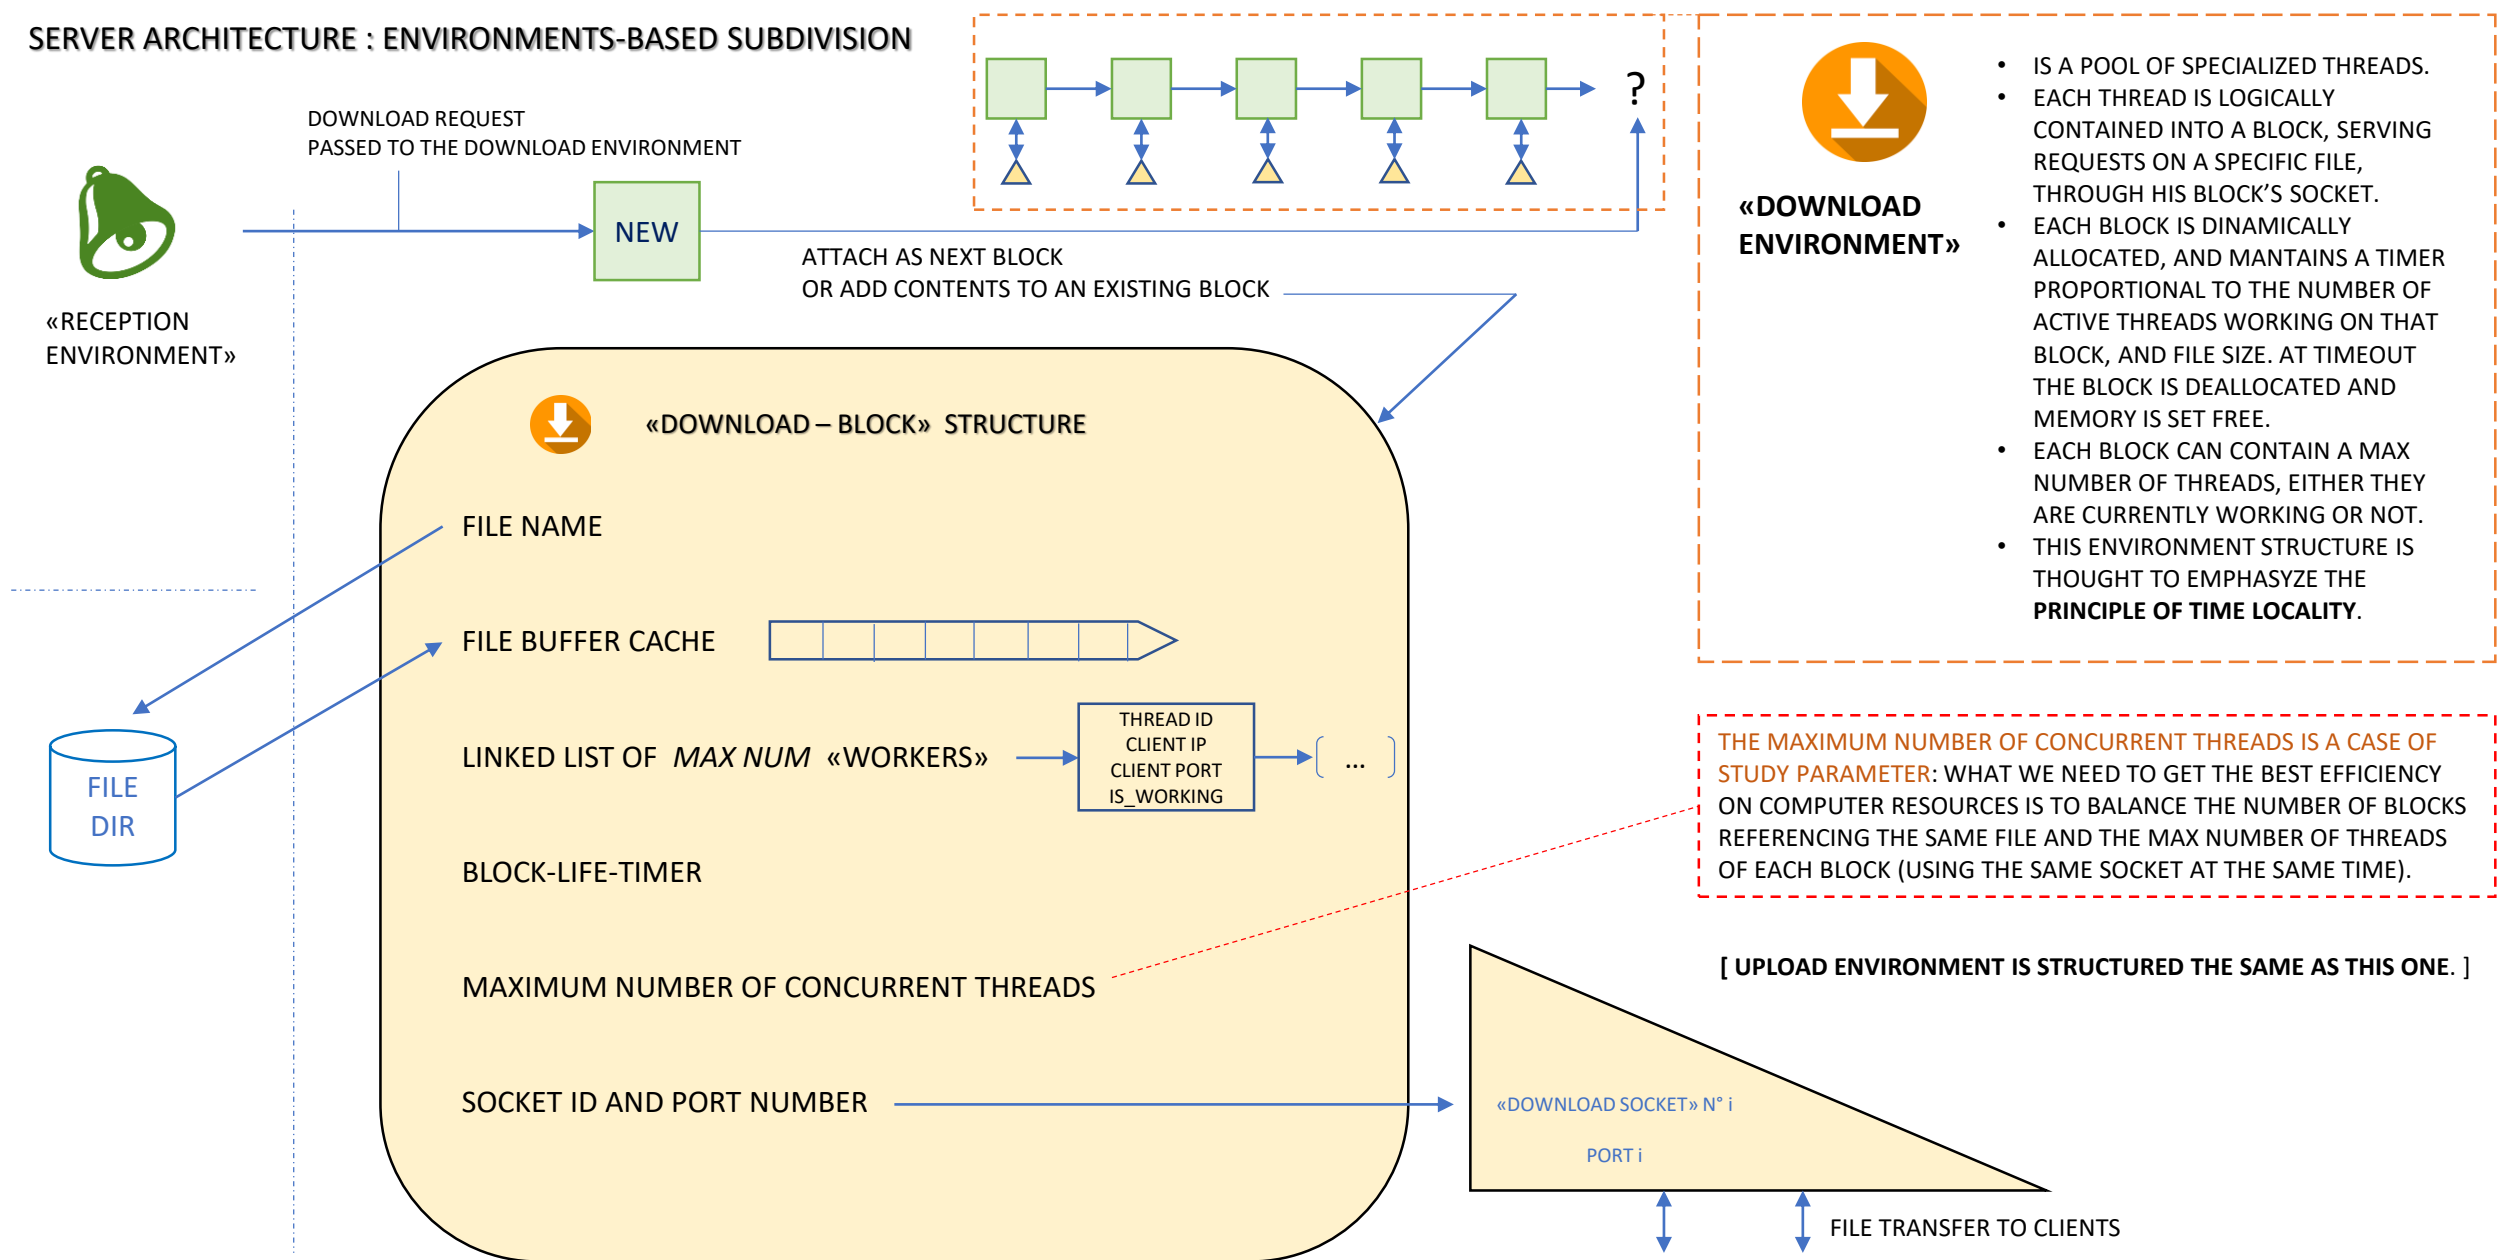 SERVER ARCHITECTURE : ENVIRONMENTS-BASED SUBDIVISION
DOWNLOAD REQUEST
PASSED TO THE DOWNLOAD ENVIRONMENT
«RECEPTION
ENVIRONMENT»
NEW
?
ATTACH AS NEXT BLOCK
OR ADD CONTENTS TO AN EXISTING BLOCK
«DOWNLOAD
ENVIRONMENT»
• IS A POOL OF SPECIALIZED THREADS.
• EACH THREAD IS LOGICALLY
CONTAINED INTO A BLOCK, SERVING
REQUESTS ON A SPECIFIC FILE,
THROUGH HIS BLOCK’S SOCKET.
• EACH BLOCK IS DINAMICALLY
ALLOCATED, AND MANTAINS A TIMER
PROPORTIONAL TO THE NUMBER OF
ACTIVE THREADS WORKING ON THAT
BLOCK, AND FILE SIZE. AT TIMEOUT
THE BLOCK IS DEALLOCATED AND
MEMORY IS SET FREE.
• EACH BLOCK CAN CONTAIN A MAX
NUMBER OF THREADS, EITHER THEY
ARE CURRENTLY WORKING OR NOT.
• THIS ENVIRONMENT STRUCTURE IS
THOUGHT TO EMPHASYZE THE
PRINCIPLE OF TIME LOCALITY.
«DOWNLOAD – BLOCK» STRUCTURE
FILE NAME
FILE BUFFER CACHE
LINKED LIST OF MAX NUM «WORKERS»
THREAD ID
CLIENT IP
CLIENT PORT
IS_WORKING
...
BLOCK-LIFE-TIMER
MAXIMUM NUMBER OF CONCURRENT THREADS
SOCKET ID AND PORT NUMBER
FILE
DIR
THE MAXIMUM NUMBER OF CONCURRENT THREADS IS A CASE OF
STUDY PARAMETER: WHAT WE NEED TO GET THE BEST EFFICIENCY
ON COMPUTER RESOURCES IS TO BALANCE THE NUMBER OF BLOCKS
REFERENCING THE SAME FILE AND THE MAX NUMBER OF THREADS
OF EACH BLOCK (USING THE SAME SOCKET AT THE SAME TIME).
[ UPLOAD ENVIRONMENT IS STRUCTURED THE SAME AS THIS ONE. ]
«DOWNLOAD SOCKET» N° i
PORT i
FILE TRANSFER TO CLIENTS